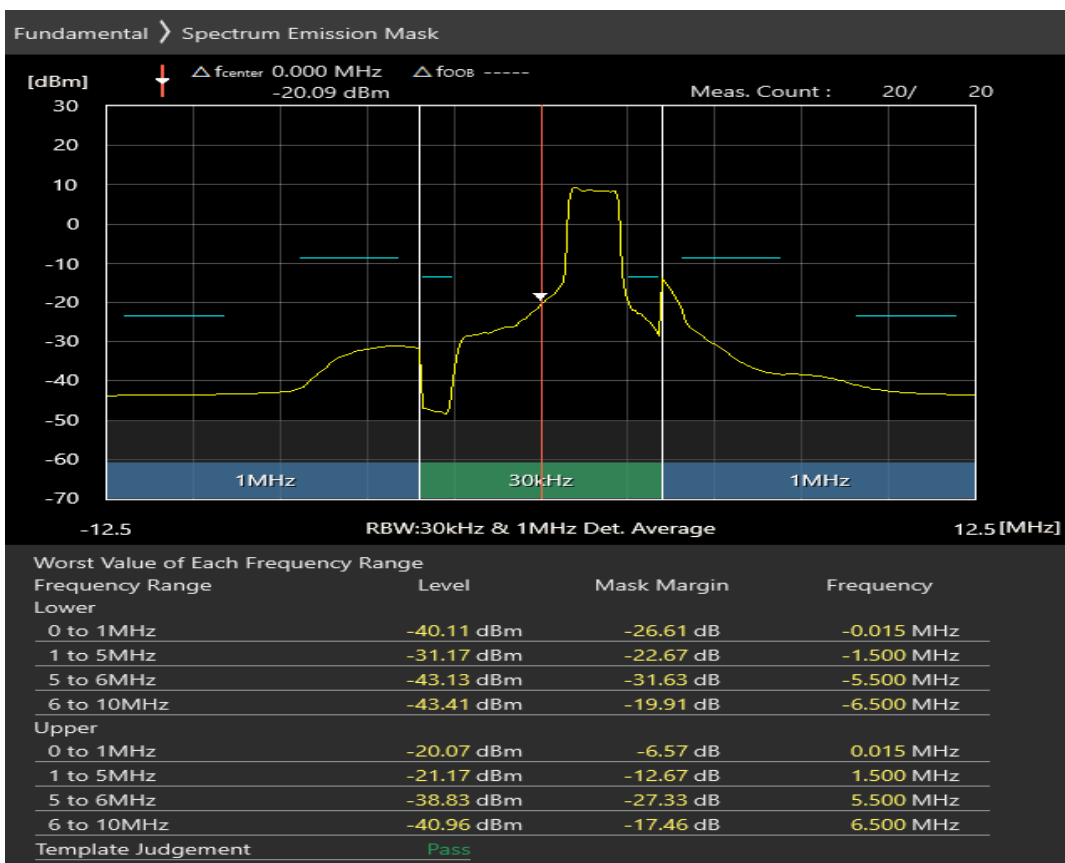 Fundamental ❯ Spectrum Emission Mask
[dBm] △ fcenter 0.000 MHz △ fOOB -----
-20.09 dBm Meas. Count : 20/ 20
30
20
10
0
-10
-20
-30
-40
-50
-60
-70
1MHz 30kHz 1MHz
-12.5 RBW:30kHz & 1MHz Det. Average 12.5 [MHz]
Worst Value of Each Frequency Range
Frequency Range Level Mask Margin Frequency
Lower
0 to 1MHz -40.11 dBm -26.61 dB -0.015 MHz
1 to 5MHz -31.17 dBm -22.67 dB -1.500 MHz
5 to 6MHz -43.13 dBm -31.63 dB -5.500 MHz
6 to 10MHz -43.41 dBm -19.91 dB -6.500 MHz
Upper
0 to 1MHz -20.07 dBm -6.57 dB 0.015 MHz
1 to 5MHz -21.17 dBm -12.67 dB 1.500 MHz
5 to 6MHz -38.83 dBm -27.33 dB 5.500 MHz
6 to 10MHz -40.96 dBm -17.46 dB 6.500 MHz
Template Judgement Pass